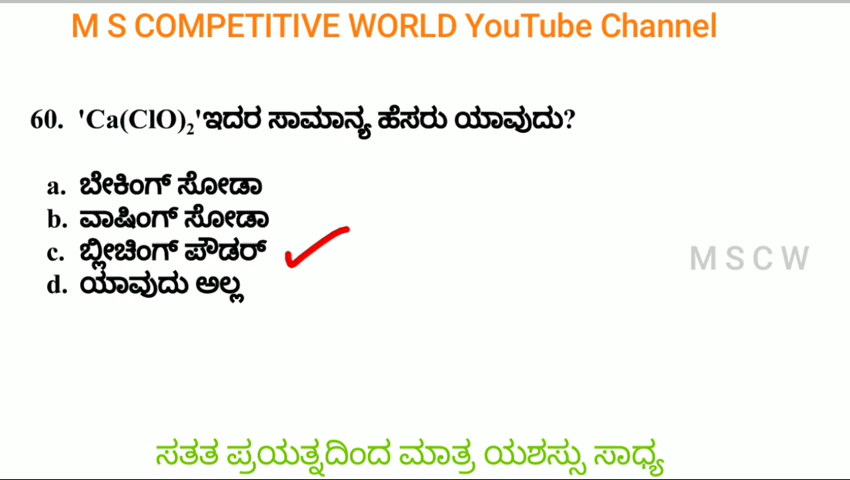 M S COMPETITIVE WORLD YouTube Channel
60. 'Ca(ClO)₂'ಇದರ ಸಾಮಾನ್ಯ ಹೆಸರು ಯಾವುದು?
a. ಬೇಕಿಂಗ್ ಸೋಡಾ
b. ವಾಷಿಂಗ್ ಸೋಡಾ
c. ಬ್ಲೀಚಿಂಗ್ ಪೌಡರ್
M S C W
d. ಯಾವುದು ಅಲ್ಲ
ಸತತ ಪ್ರಯತ್ನದಿಂದ ಮಾತ್ರ ಯಶಸ್ಸು ಸಾಧ್ಯ